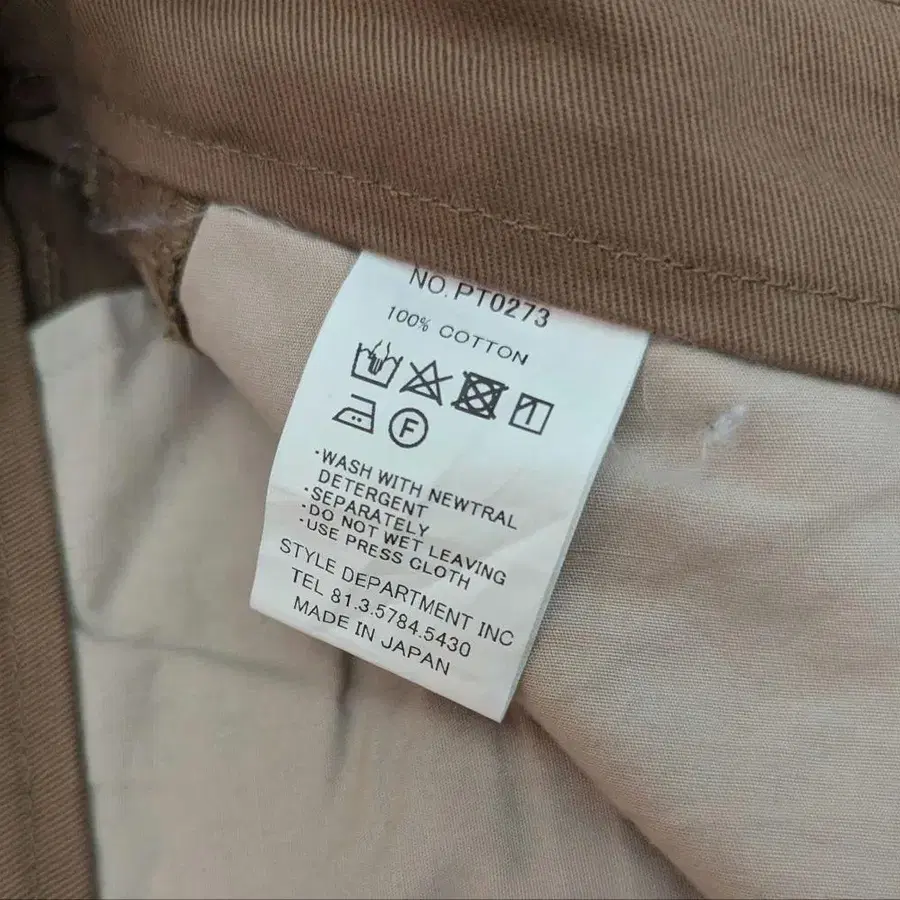 NO. PT0273
100% COTTON
F
·WASH WITH NEWTRAL
DETERGENT
·SEPARATELY
·DO NOT WET LEAVING
·USE PRESS CLOTH
STYLE DEPARTMENT INC
TEL 81.3.5784.5430
MADE IN JAPAN